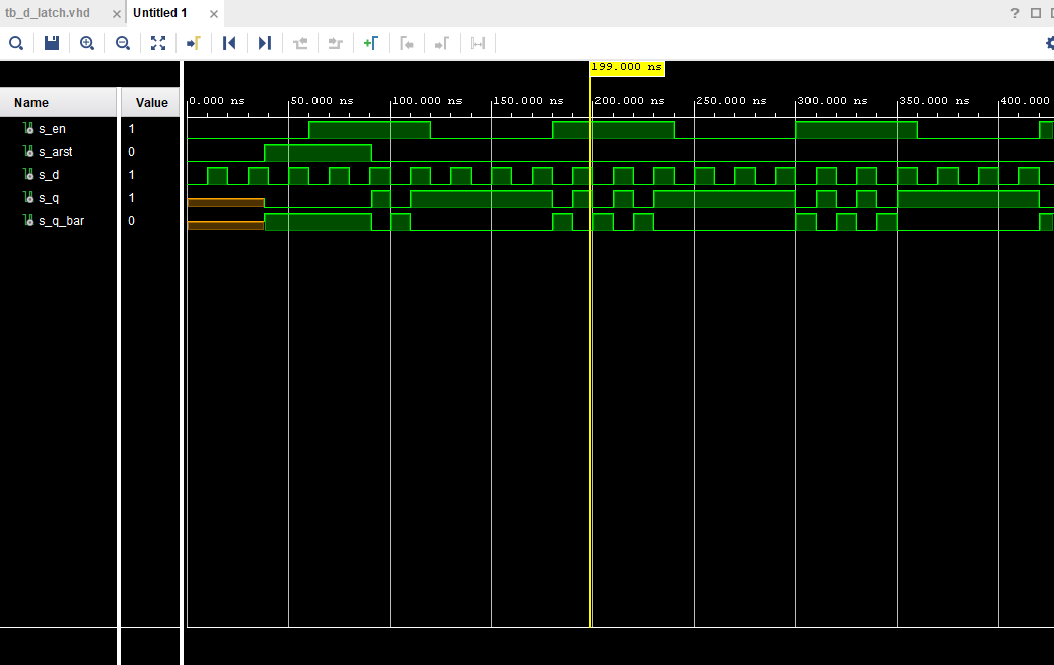 tb_d_latch.vhd × Untitled 1 ×
?
199.000 ns
Name Value
0.000 ns 50.000 ns 100.000 ns 150.000 ns 200.000 ns 250.000 ns 300.000 ns 350.000 ns 400.000
s_en 1
s_arst 0
s_d 1
s_q 1
s_q_bar 0